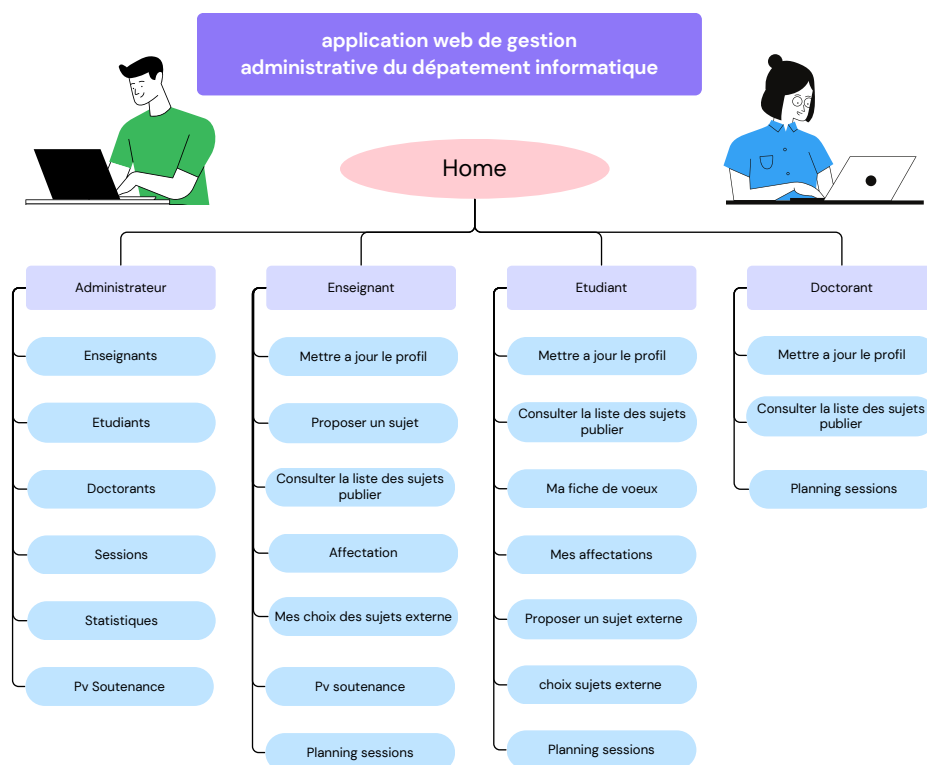 application web de gestion
administrative du dépatement informatique
Home
Administrateur
Enseignants
Etudiants
Doctorants
Sessions
Statistiques
Pv Soutenance
Enseignant
Mettre a jour le profil
Proposer un sujet
Consulter la liste des sujets
publier
Affectation
Mes choix des sujets externe
Pv soutenance
Planning sessions
Etudiant
Mettre a jour le profil
Consulter la liste des sujets
publier
Ma fiche de voeux
Mes affectations
Proposer un sujet externe
choix sujets externe
Planning sessions
Doctorant
Mettre a jour le profil
Consulter la liste des sujets
publier
Planning sessions